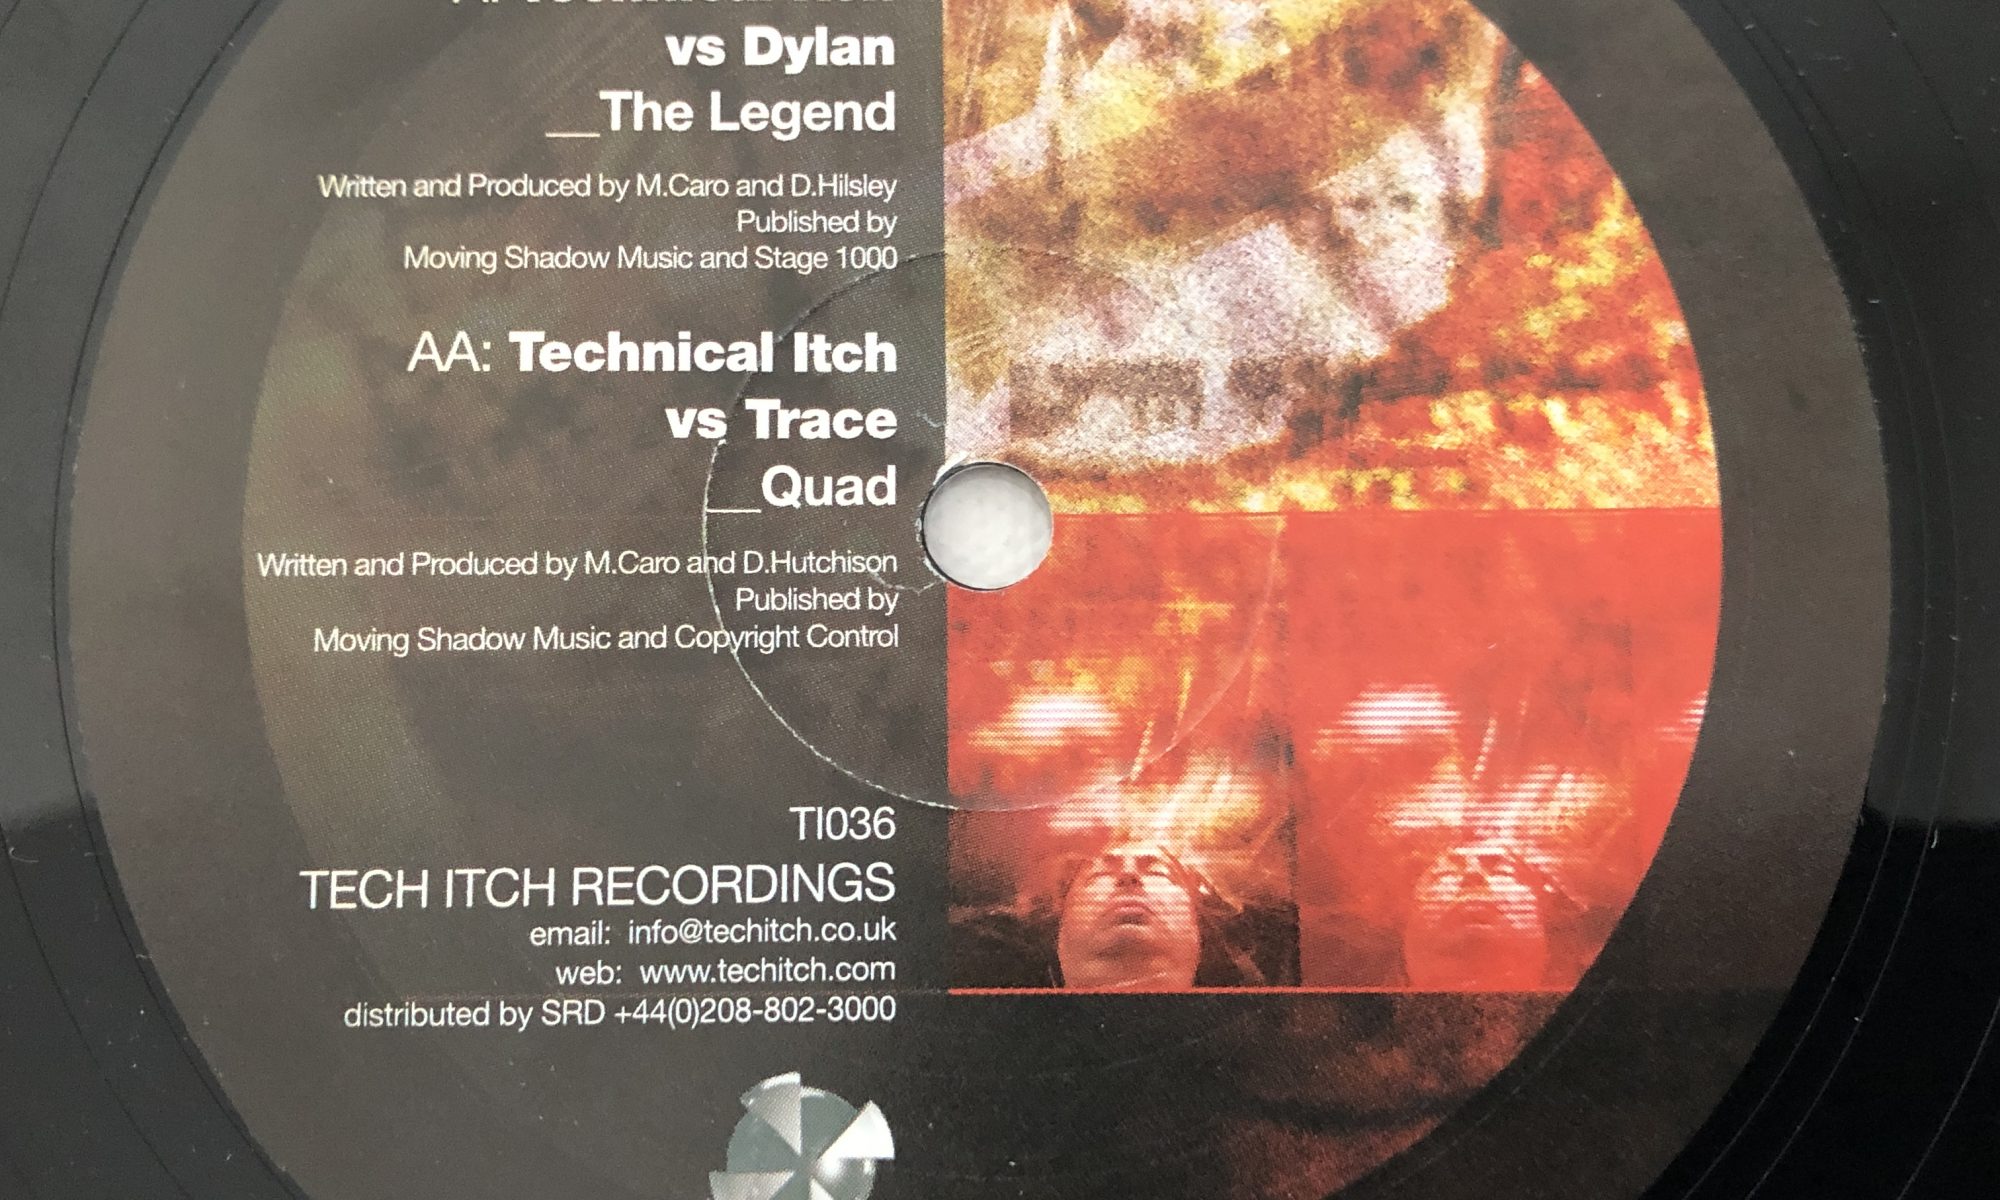 vs Dylan
__The Legend
Written and Produced by M.Caro and D.Hilsley
Published by
Moving Shadow Music and Stage 1000
AA: Technical Itch
vs Trace
__Quad
Written and Produced by M.Caro and D.Hutchison
Published by
Moving Shadow Music and Copyright Control
TI036
TECH ITCH RECORDINGS
email: info@techitch.co.uk
web: www.techitch.com
distributed by SRD +44(0)208-802-3000